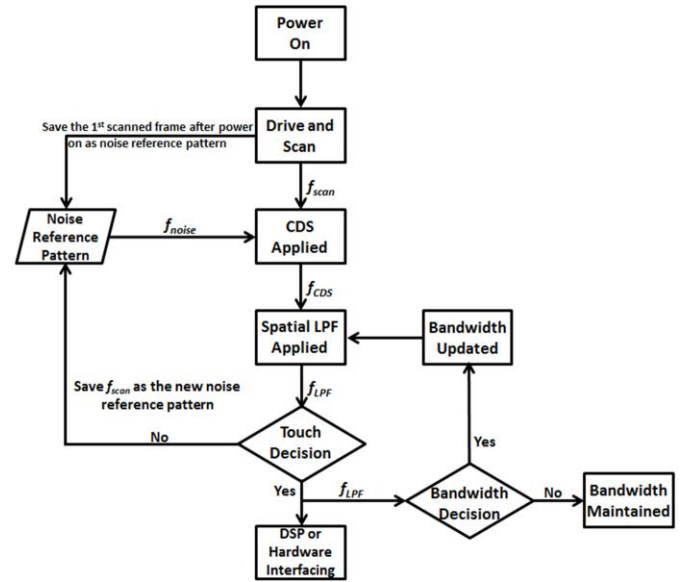 Power
On
Save the 1st scanned frame after power
on as noise reference pattern
Drive and
Scan
fscan
Noise
Reference
Pattern
fnoise
CDS
Applied
fCDS
Spatial LPF
Applied
Bandwidth
Updated
Save fscan as the new noise
reference pattern
fLPF
No
Touch
Decision
Yes
Yes
fLPF
Bandwidth
Decision
No
Bandwidth
Maintained
DSP or
Hardware
Interfacing